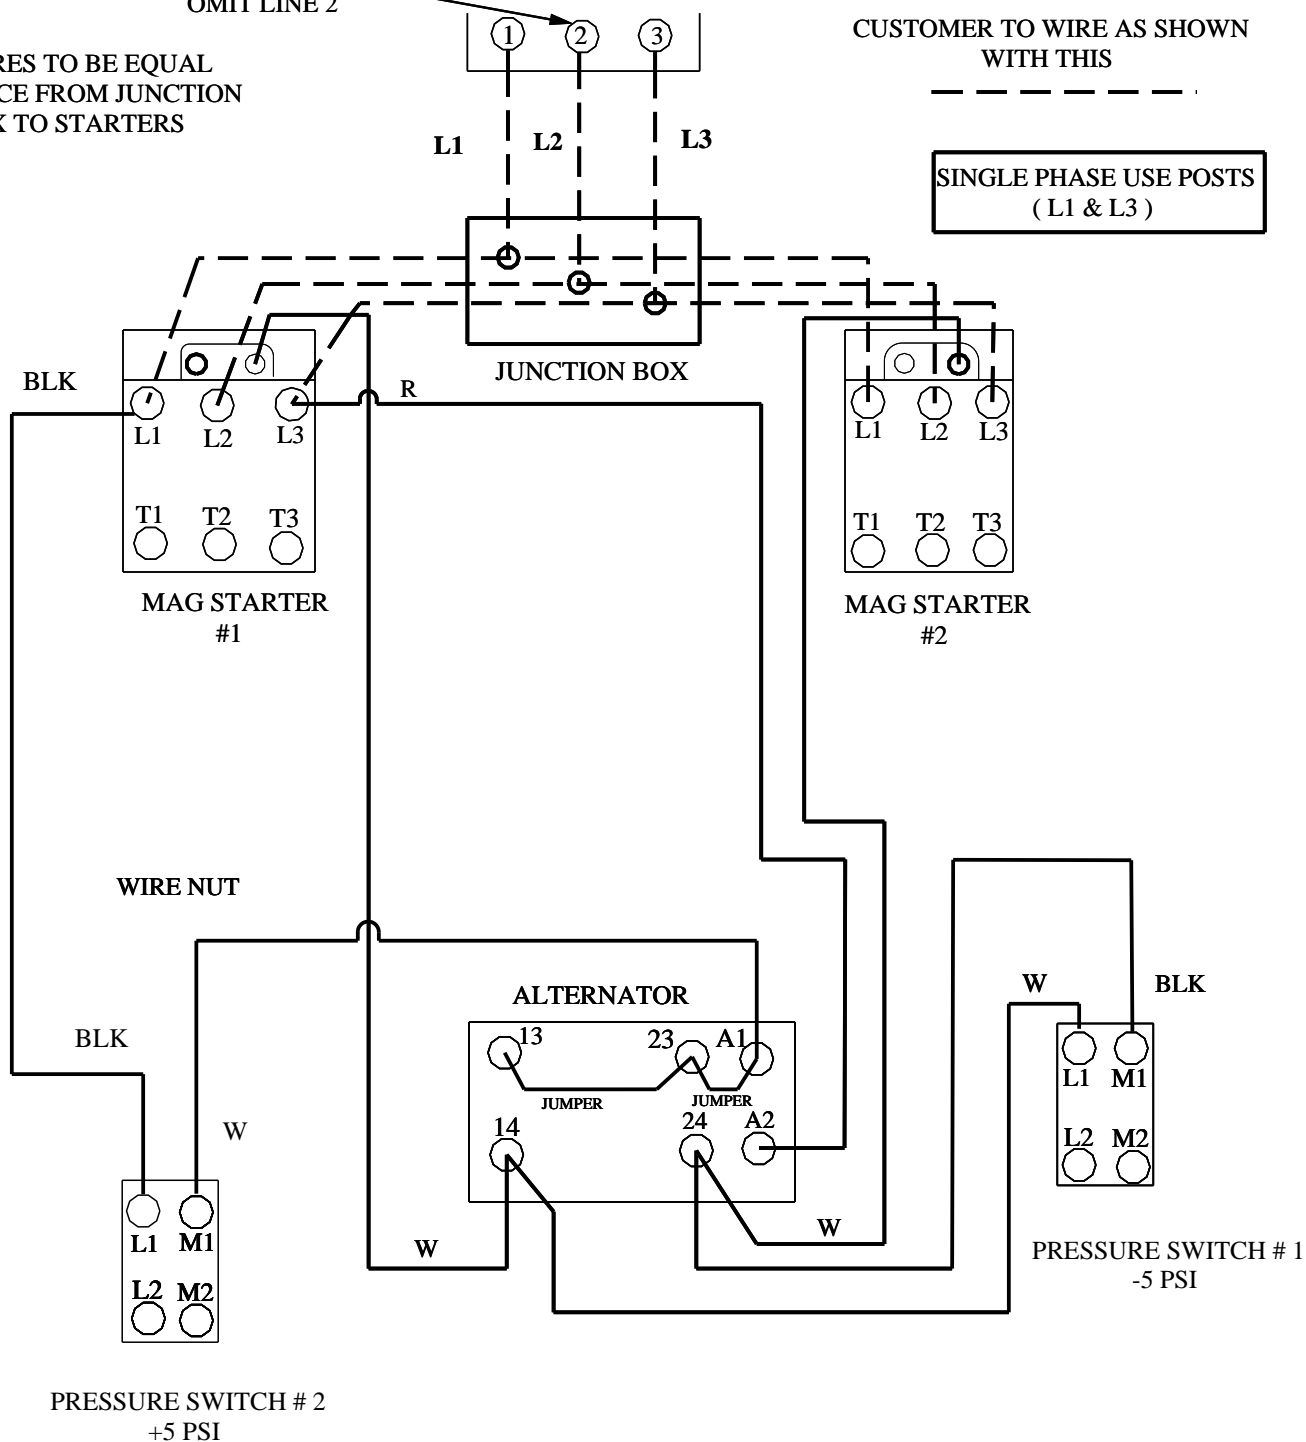 OMIT LINE 2
1 2 3
CUSTOMER TO WIRE AS SHOWN
WITH THIS
TO BE EQUAL
FROM JUNCTION
TO STARTERS
L1 L2 L3
SINGLE PHASE USE POSTS
( L1 & L3 )
JUNCTION BOX
BLK
R
L1 L2 L3
L1 L2 L3
T1 T2 T3
T1 T2 T3
MAG STARTER
#1
MAG STARTER
#2
WIRE NUT
ALTERNATOR
W
BLK
BLK
13 23 A1
JUMPER
JUMPER
14 24 A2
L1 M1
L2 M2
W
W
W
L1 M1
L2 M2
PRESSURE SWITCH # 1
-5 PSI
PRESSURE SWITCH # 2
+5 PSI